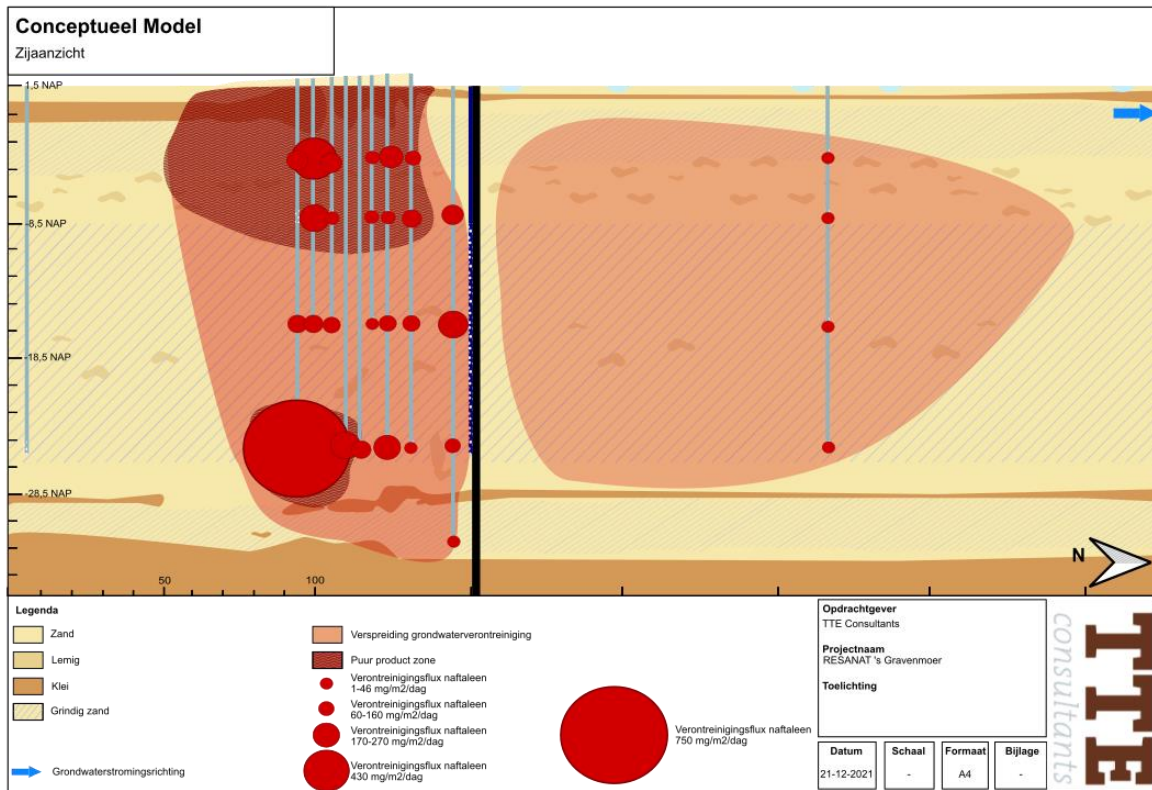 Conceptueel Model
Zijaanzicht
1,5 NAP
-8,5 NAP
-18,5 NAP
-28,5 NAP
50
100
N
Legenda
Zand
Lemig
Klei
Grindig zand
Grondwaterstromingsrichting
Verspreiding grondwaterverontreiniging
Puur product zone
Verontreinigingsflux naftaleen
1-46 mg/m2/dag
Verontreinigingsflux naftaleen
60-160 mg/m2/dag
Verontreinigingsflux naftaleen
170-270 mg/m2/dag
Verontreinigingsflux naftaleen
430 mg/m2/dag
Verontreinigingsflux naftaleen
750 mg/m2/dag
Opdrachtgever
TTE Consultants
Projectnaam
RESANAT 's Gravenmoer
Toelichting
Datum
21-12-2021
Schaal
-
Formaat
A4
Bijlage
-
TTE
consultants